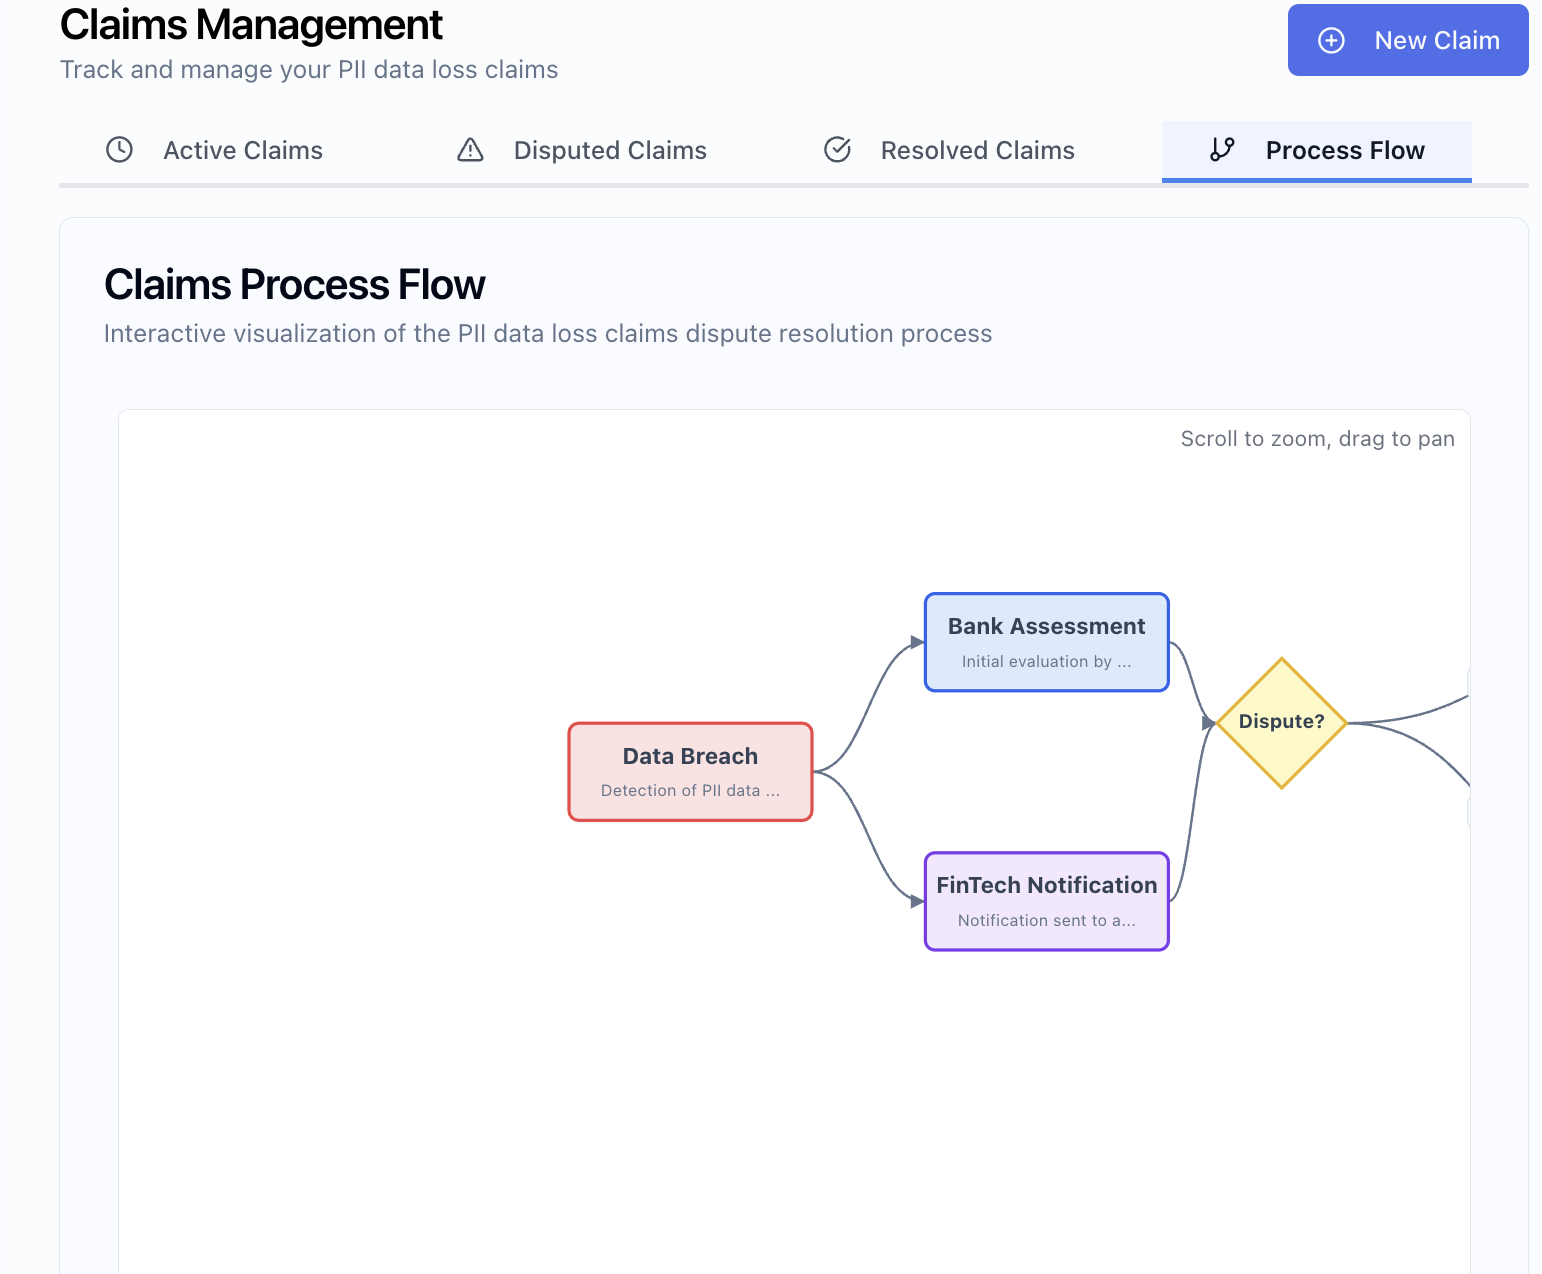 Claims Management
Track and manage your PII data loss claims
New Claim
Active Claims
Disputed Claims
Resolved Claims
Process Flow
Claims Process Flow
Interactive visualization of the PII data loss claims dispute resolution process
Scroll to zoom, drag to pan
Bank Assessment
Initial evaluation by ...
Data Breach
Detection of PII data ...
Dispute?
FinTech Notification
Notification sent to a...